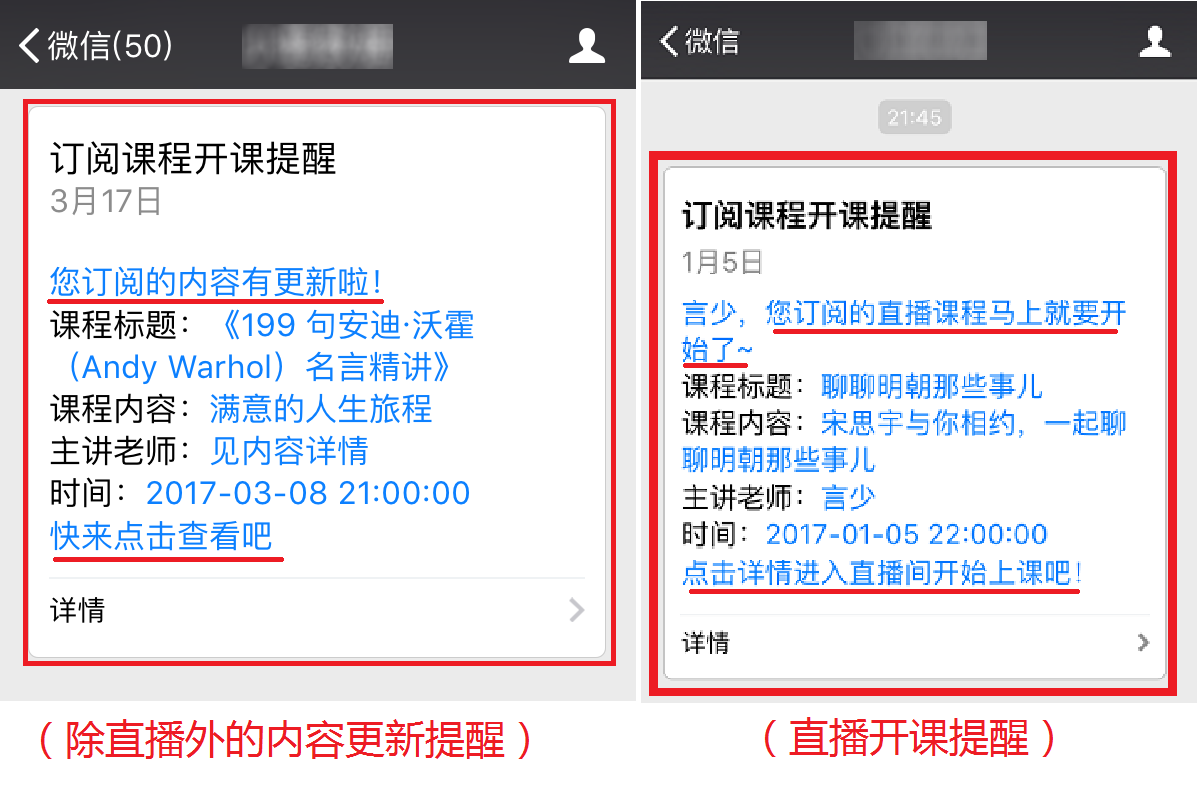 微信(50)
订阅课程开课提醒
3月17日
您订阅的内容有更新啦！
课程标题：《199 句安迪·沃霍
（Andy Warhol）名言精讲》
课程内容：满意的人生旅程
主讲老师：见内容详情
时间：2017-03-08 21:00:00
快来点击查看吧
详情
（除直播外的内容更新提醒）
微信
21:45
订阅课程开课提醒
1月5日
言少，您订阅的直播课程马上就要开
始了~
课程标题：聊聊明朝那些事儿
课程内容：宋思宇与你相约，一起聊
聊明朝那些事儿
主讲老师：言少
时间：2017-01-05 22:00:00
点击详情进入直播间开始上课吧！
详情
（直播开课提醒）